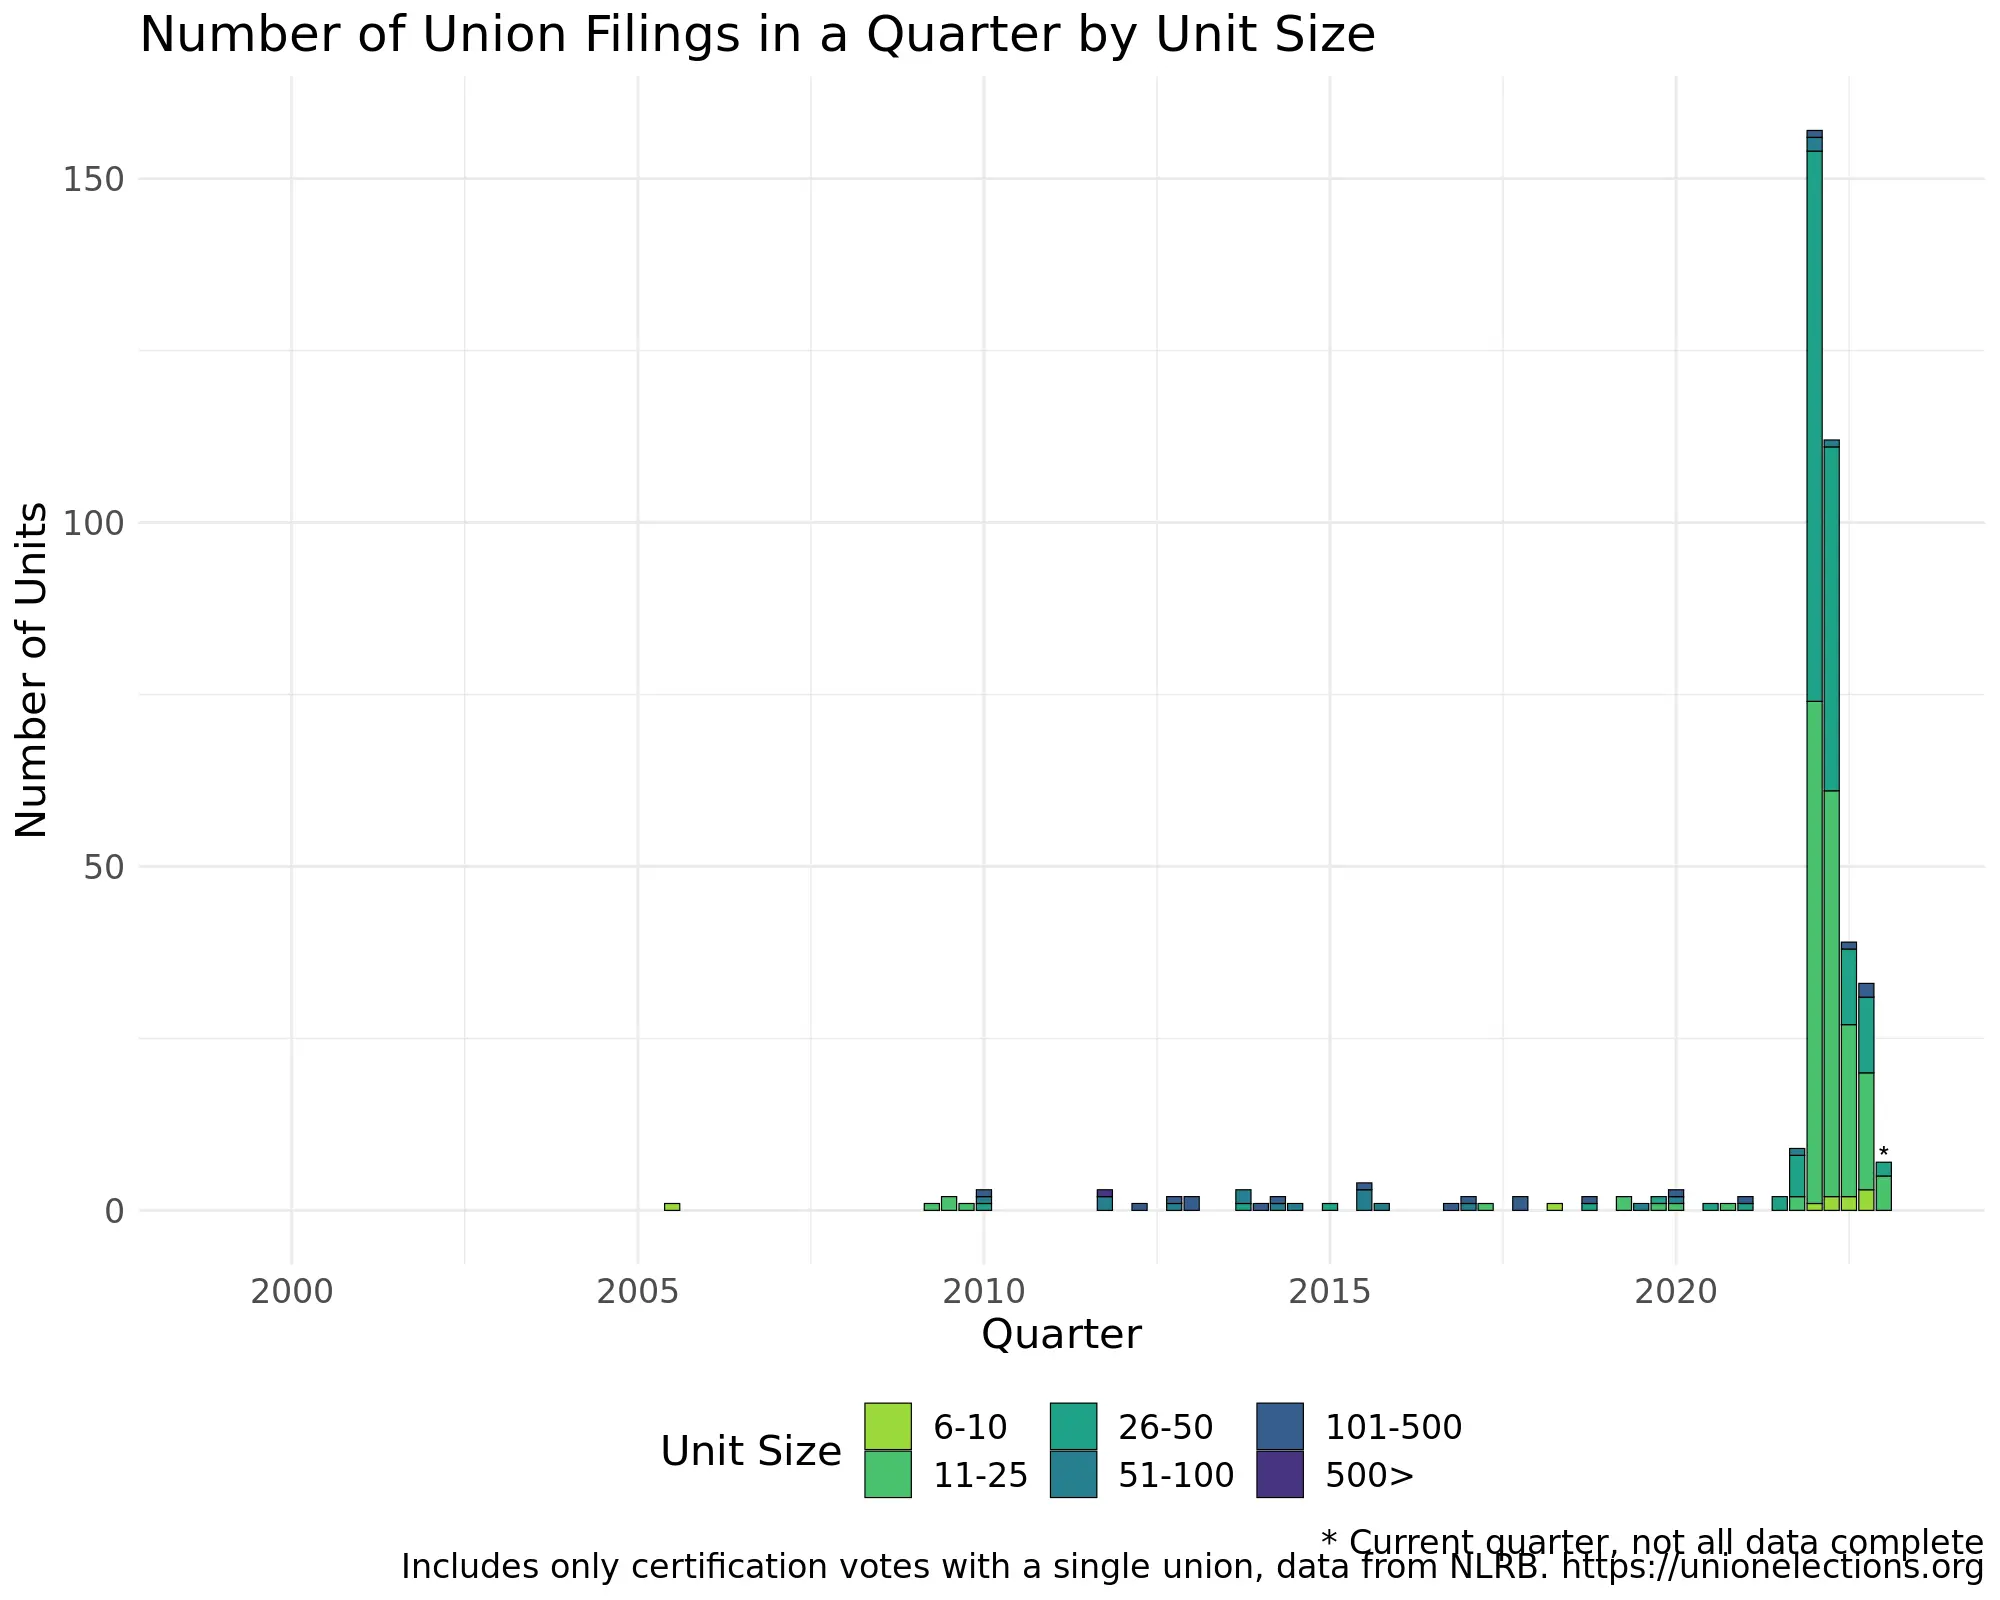 Number of Union Filings in a Quarter by Unit Size
Number of Units
150
100
50
0
*
2000 2005 2010 2015 2020
Quarter
Unit Size
6-10 26-50 101-500
11-25 51-100 500>
* Current quarter, not all data complete
Includes only certification votes with a single union, data from NLRB. https://unionelections.org